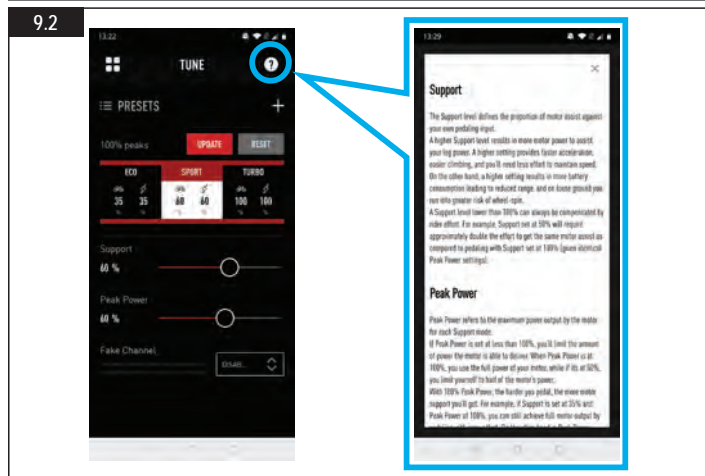 9.2
13.22
TUNE
?
PRESETS
+
100% peaks
UPDATE
RESET
ECO
SPORT
TURBO
35 35
60 60
100 100
% %
% %
% %
Support
60 %
Peak Power
60 %
Fake Channel
DISAB...
13:29
Support
The Support level defines the proportion of motor assist against
your own pedaling input.
A higher Support level results in more motor power to assist
your leg power. A higher setting provides faster acceleration,
easier climbing, and you'll need less effort to maintain speed.
On the other hand, a higher setting results in more battery
consumption leading to reduced range, and on loose ground you
run into greater risk of wheel-spin.
A Support level lower than 100% can always be compensated by
rider effort. For example, Support set at 50% will require
approximately double the effort to get the same motor assist as
compared to pedaling with Support set at 100% (given identical
Peak Power settings).
Peak Power
Peak Power refers to the maximum power output by the motor
for each Support mode.
If Peak Power is set at less than 100%, you'll limit the amount
of power the motor is able to deliver. When Peak Power is at
100%, you use the full power of your motor, while if its at 50%,
you limit yourself to half of the motor's power.
With 100% Peak Power, the harder you pedal, the more motor
support you'll get. For example, if Support is set at 35% and
Peak Power at 100%, you can still achieve full motor output by